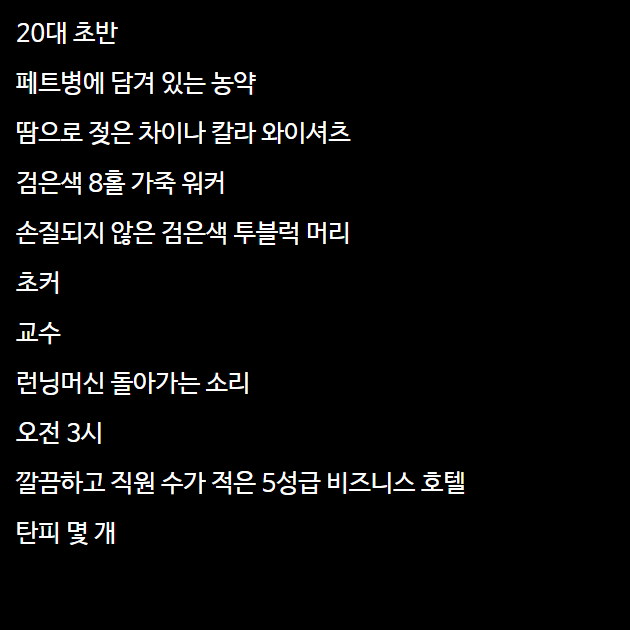 20대 초반
페트병에 담겨 있는 농약
땀으로 젖은 차이나 칼라 와이셔츠
검은색 8홀 가죽 워커
손질되지 않은 검은색 투블럭 머리
초커
교수
런닝머신 돌아가는 소리
오전 3시
깔끔하고 직원 수가 적은 5성급 비즈니스 호텔
탄피 몇 개